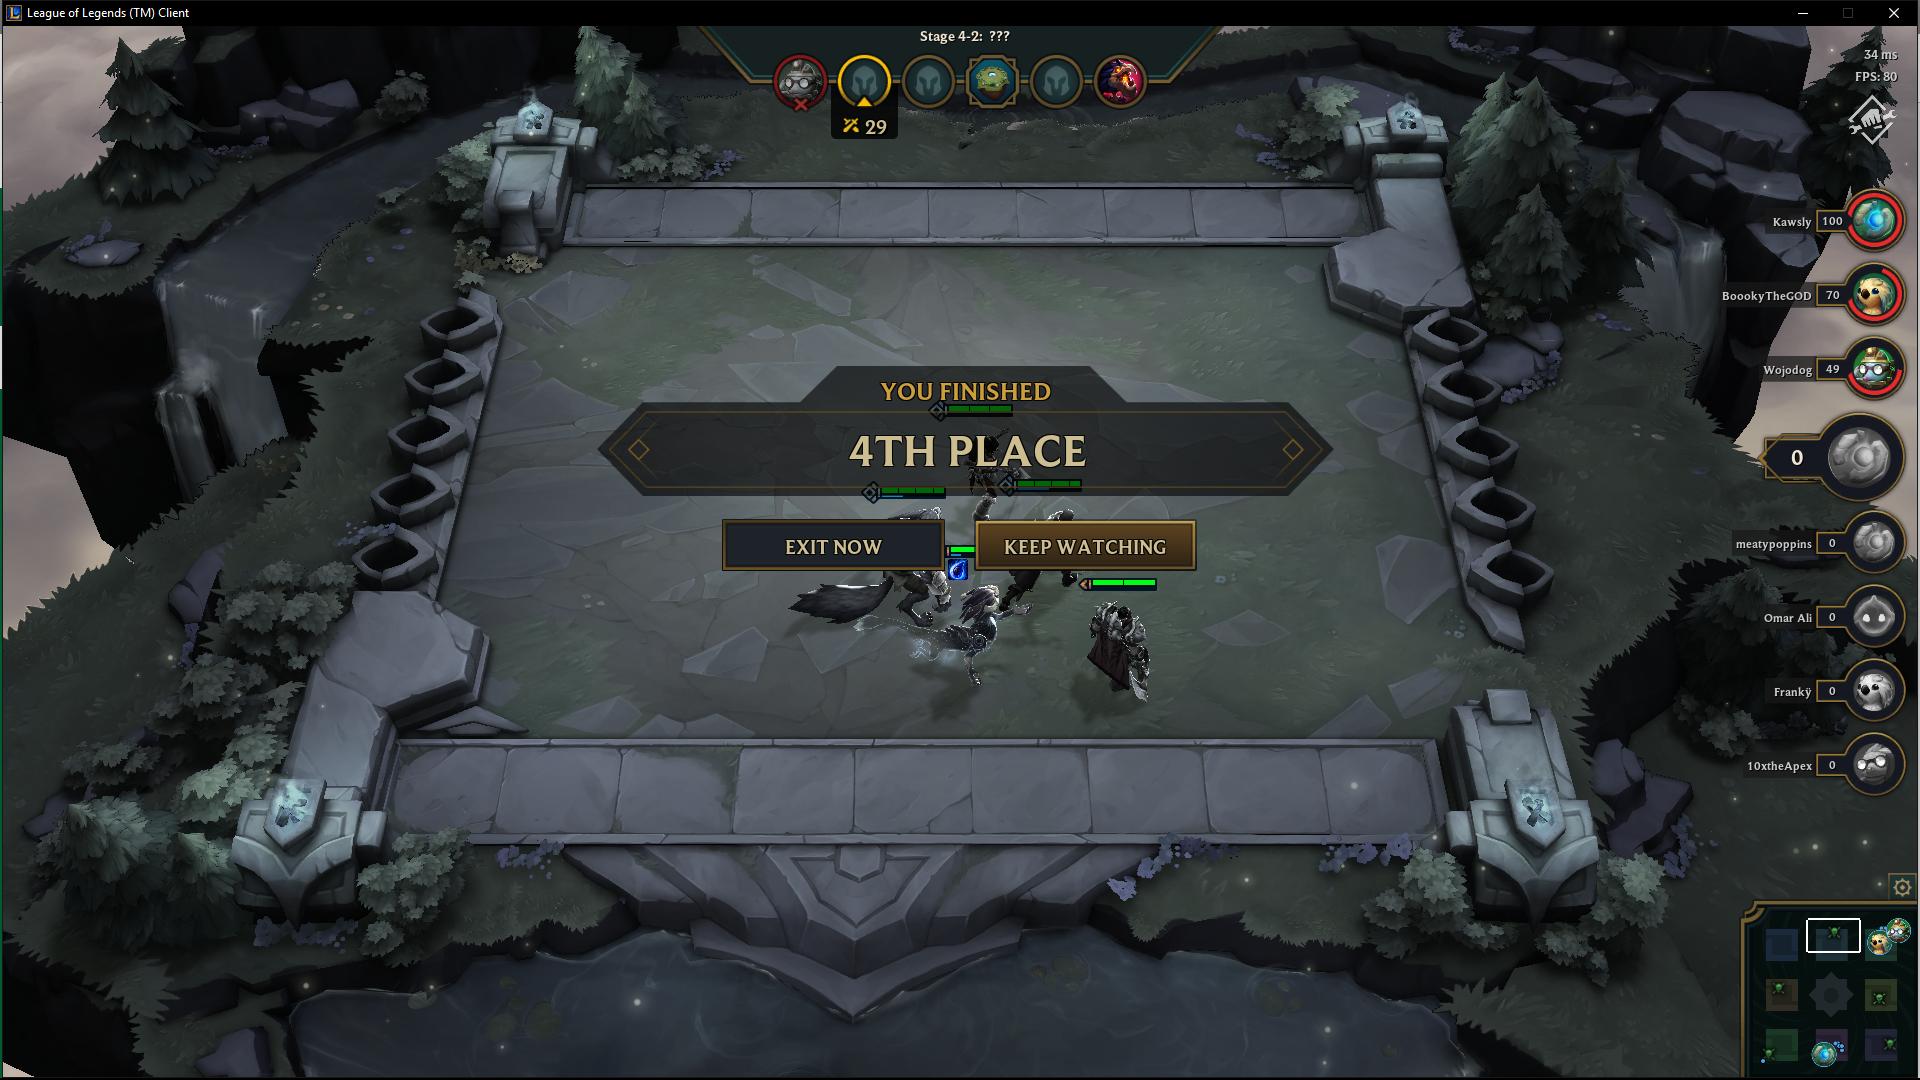 League of Legends (TM) Client
Stage 4-2: ???
34 ms
FPS: 80
29
Kawsly 100
BoookyTheGOD 70
Wojodog 49
YOU FINISHED
4TH PLACE
0
EXIT NOW
KEEP WATCHING
meatypoppins 0
Omar Ali 0
Frankÿ 0
10xtheApex 0